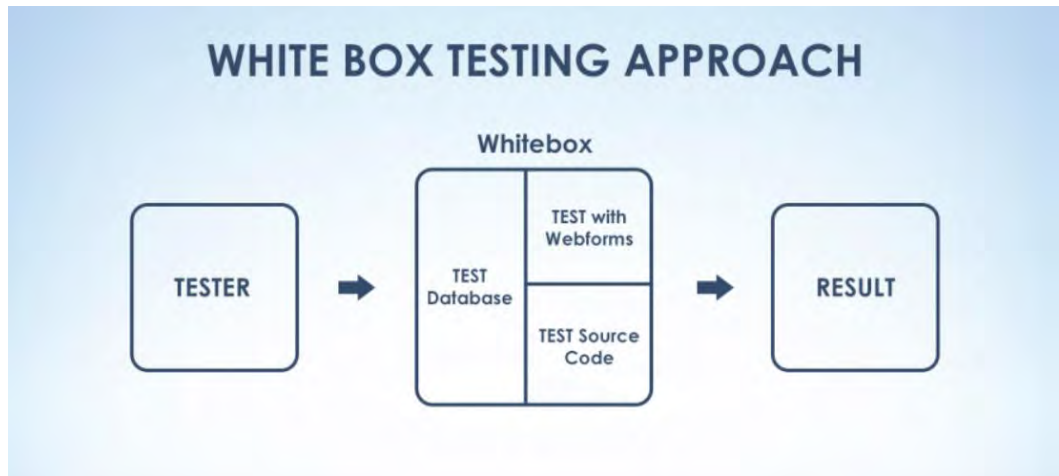 WHITE BOX TESTING APPROACH
Whitebox
TESTER
TEST
Database
TEST with
Webforms
TEST Source
Code
RESULT